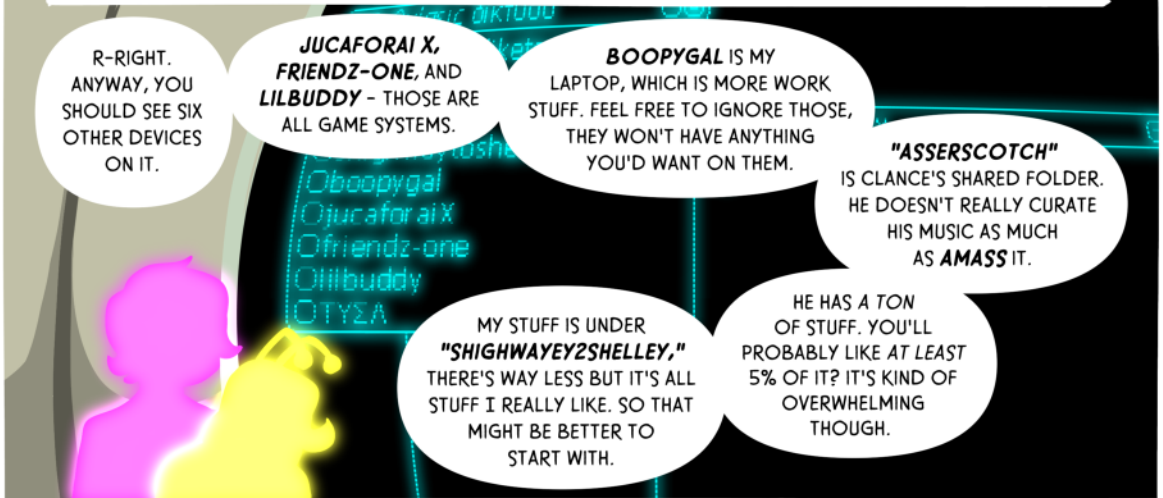 R-RIGHT.
ANYWAY, YOU
SHOULD SEE SIX
OTHER DEVICES
ON IT.
JUCAFORAI X,
FRIENDZ-ONE, AND
LILBUDDY - THOSE ARE
ALL GAME SYSTEMS.
BOOPYGAL IS MY
LAPTOP, WHICH IS MORE WORK
STUFF. FEEL FREE TO IGNORE THOSE,
THEY WON'T HAVE ANYTHING
YOU'D WANT ON THEM.
"ASSERSCOTCH"
IS CLANCE'S SHARED FOLDER.
HE DOESN'T REALLY CURATE
HIS MUSIC AS MUCH
AS AMASS IT.
HE HAS A TON
OF STUFF. YOU'LL
PROBABLY LIKE AT LEAST
5% OF IT? IT'S KIND OF
OVERWHELMING
THOUGH.
MY STUFF IS UNDER
"SHIGHWAYEY2SHELLEY,"
THERE'S WAY LESS BUT IT'S ALL
STUFF I REALLY LIKE. SO THAT
MIGHT BE BETTER TO
START WITH.
boopygal
jucaforaiX
friendz-one
lilbuddy
ΤΥΣΛ